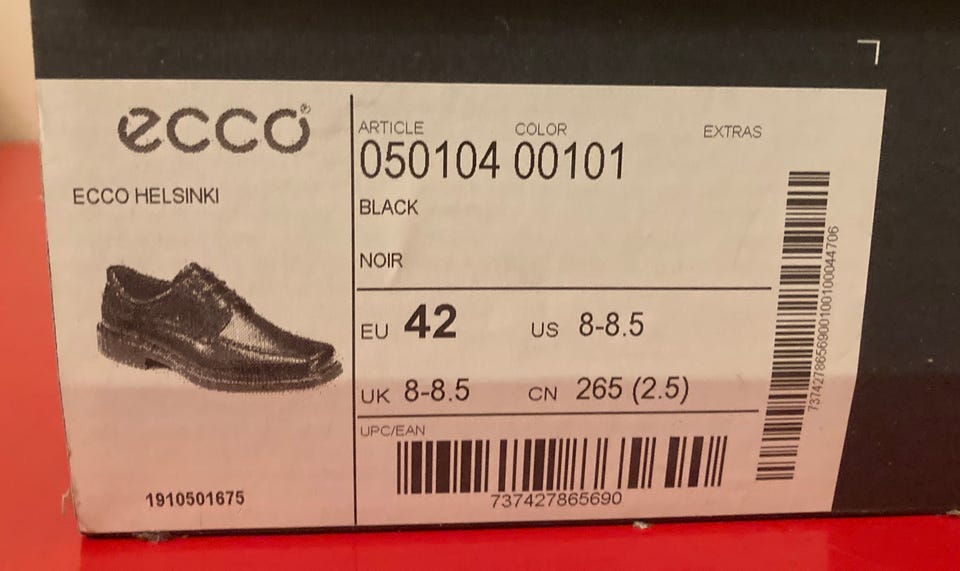 ecco®
ECCO HELSINKI
1910501675
ARTICLE COLOR EXTRAS
050104 00101
BLACK
NOIR
EU 42 US 8-8.5
UK 8-8.5 CN 265 (2.5)
UPC/EAN
737427865690
73742786569000100100044706